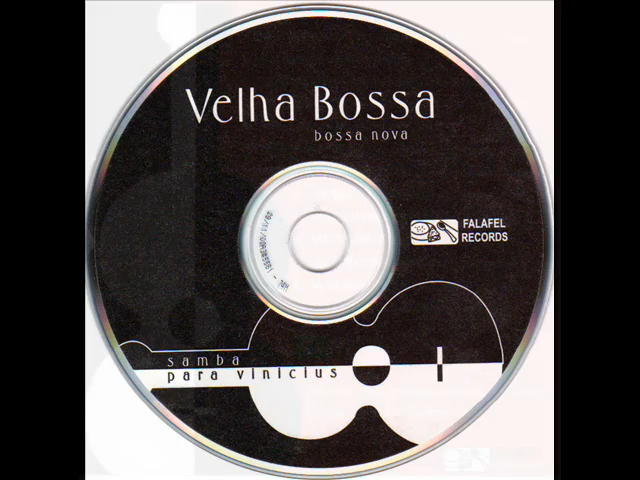 Velha Bossa
bossa nova
FALAFEL
RECORDS
samba
para vinicius